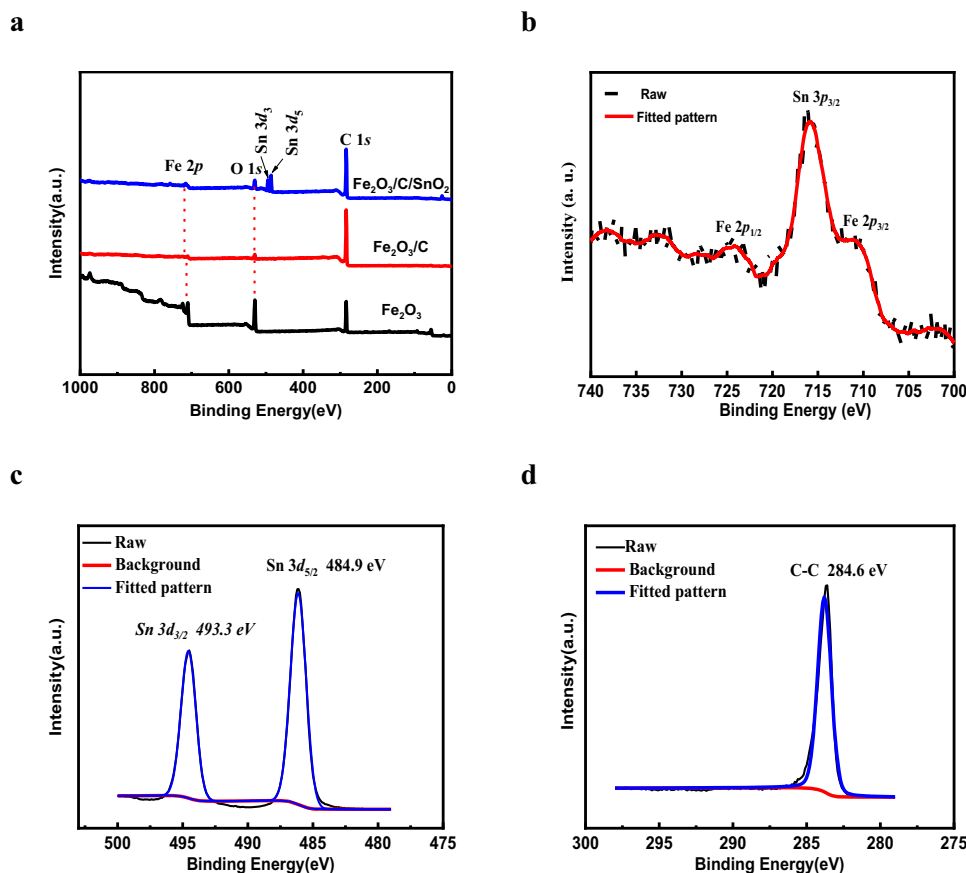 a
Intensity(a.u.)
Fe 2p
O 1s
Sn 3d3
Sn 3d5
C 1s
Fe2O3/C/SnO2
Fe2O3/C
Fe2O3
1000 800 600 400 200 0
Binding Energy(eV)
b
Intensity (a. u.)
Raw
Fitted pattern
Sn 3p3/2
Fe 2p1/2
Fe 2p3/2
740 735 730 725 720 715 710 705 700
Binding Energy (eV)
c
Intensity(a.u.)
Raw
Background
Fitted pattern
Sn 3d5/2 484.9 eV
Sn 3d3/2 493.3 eV
500 495 490 485 480 475
Binding Energy(eV)
d
Intensity(a.u.)
Raw
Background
Fitted pattern
C-C 284.6 eV
300 295 290 285 280 275
Binding Energy(eV)